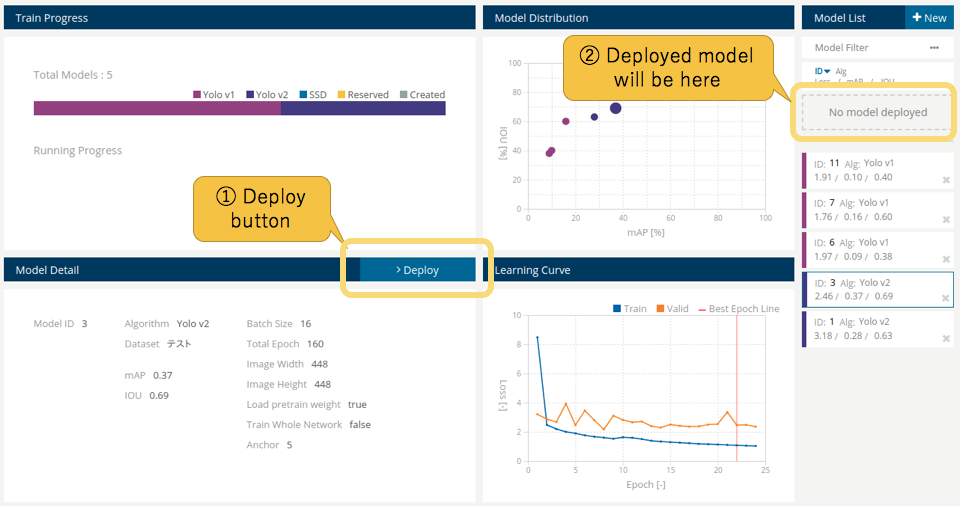 Train Progress
Total Models : 5
Yolo v1 Yolo v2 SSD Reserved Created
Running Progress
① Deploy
button
Model Distribution
② Deployed model
will be here
100
80
60
40
20
0
IOU [%]
0 20 40 60 80 100
mAP [%]
Model List + New
Model Filter •••
ID Alg
Loss / mAP / IOU
No model deployed
ID: 11 Alg: Yolo v1
1.91 / 0.10 / 0.40
ID: 7 Alg: Yolo v1
1.76 / 0.16 / 0.60
ID: 6 Alg: Yolo v1
1.97 / 0.09 / 0.38
ID: 3 Alg: Yolo v2
2.46 / 0.37 / 0.69
ID: 1 Alg: Yolo v2
3.18 / 0.28 / 0.63
Model Detail > Deploy
Model ID 3
Algorithm Yolo v2
Dataset テスト
mAP 0.37
IOU 0.69
Batch Size 16
Total Epoch 160
Image Width 448
Image Height 448
Load pretrain weight true
Train Whole Network false
Anchor 5
Learning Curve
Train Valid Best Epoch Line
10
8
6
4
2
0
Loss [-]
0 5 10 15 20 25
Epoch [-]